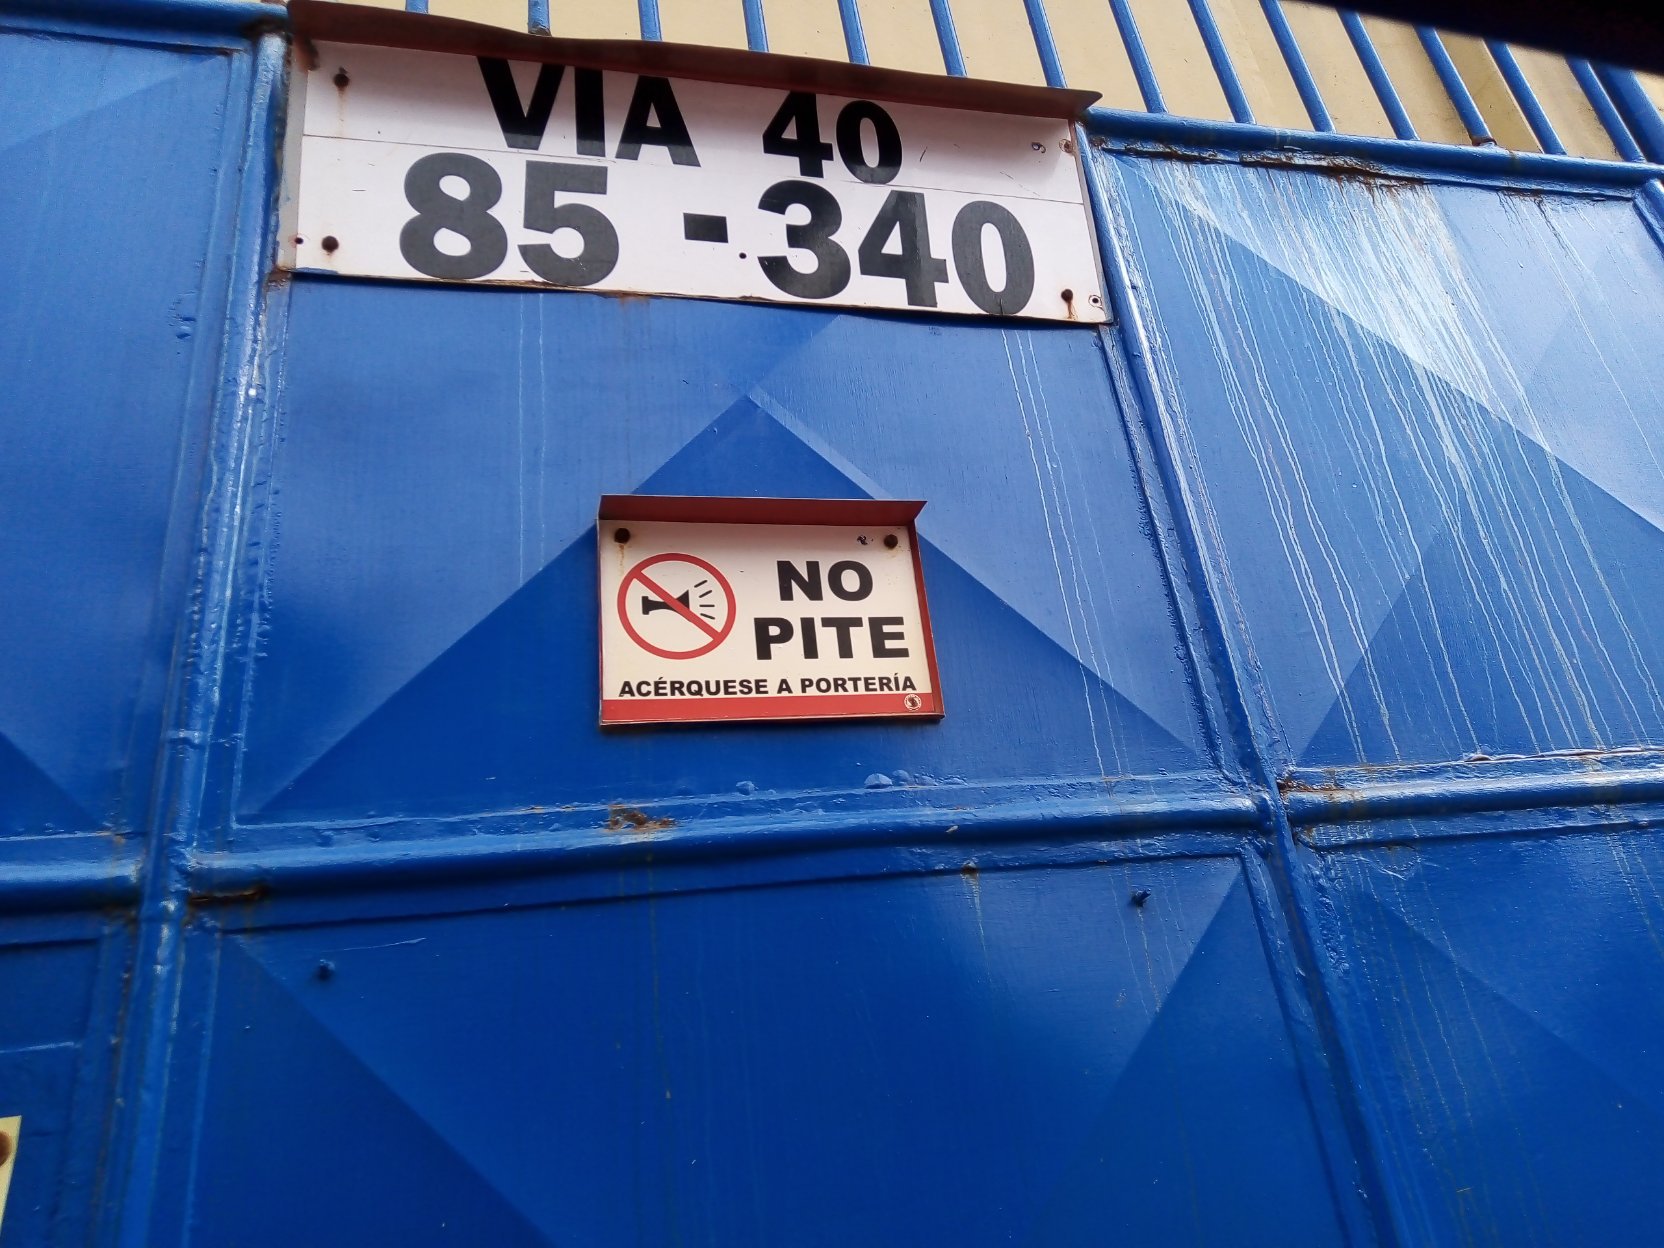 VIA 40
85 - 340
NO
PITE
ACÉRQUESE A PORTERÍA